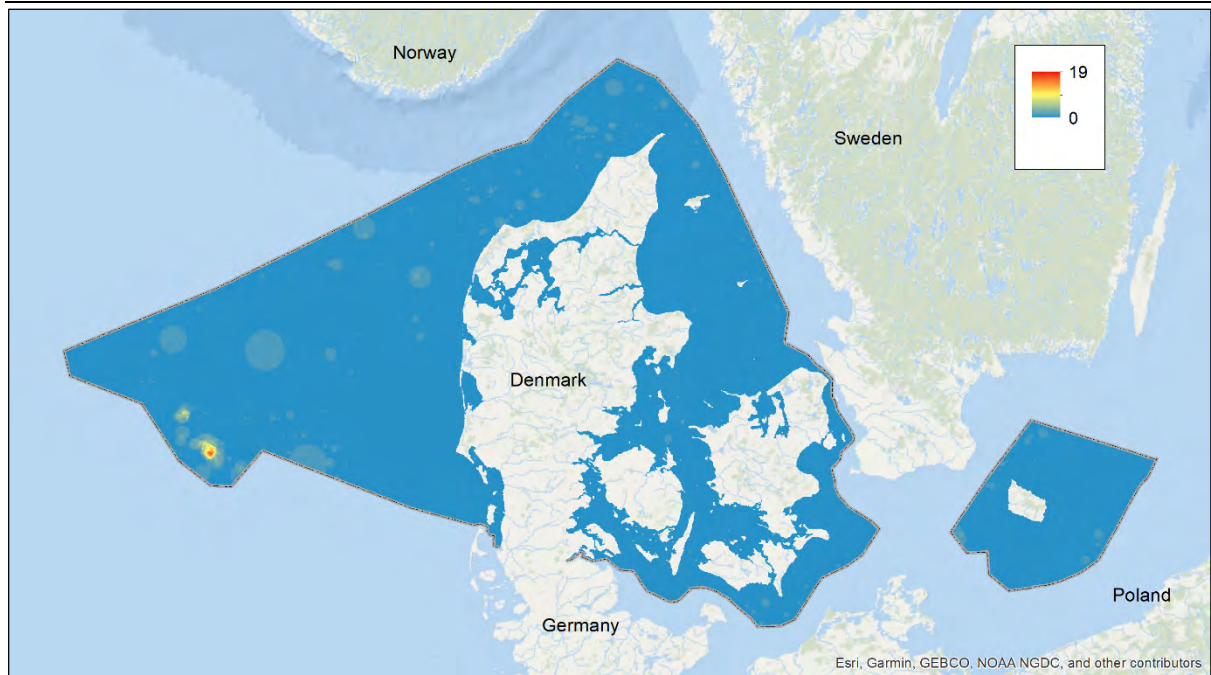 Norway
19
0
Sweden
Denmark
Germany
Poland
Esri, Garmin, GEBCO, NOAA NGDC, and other contributors